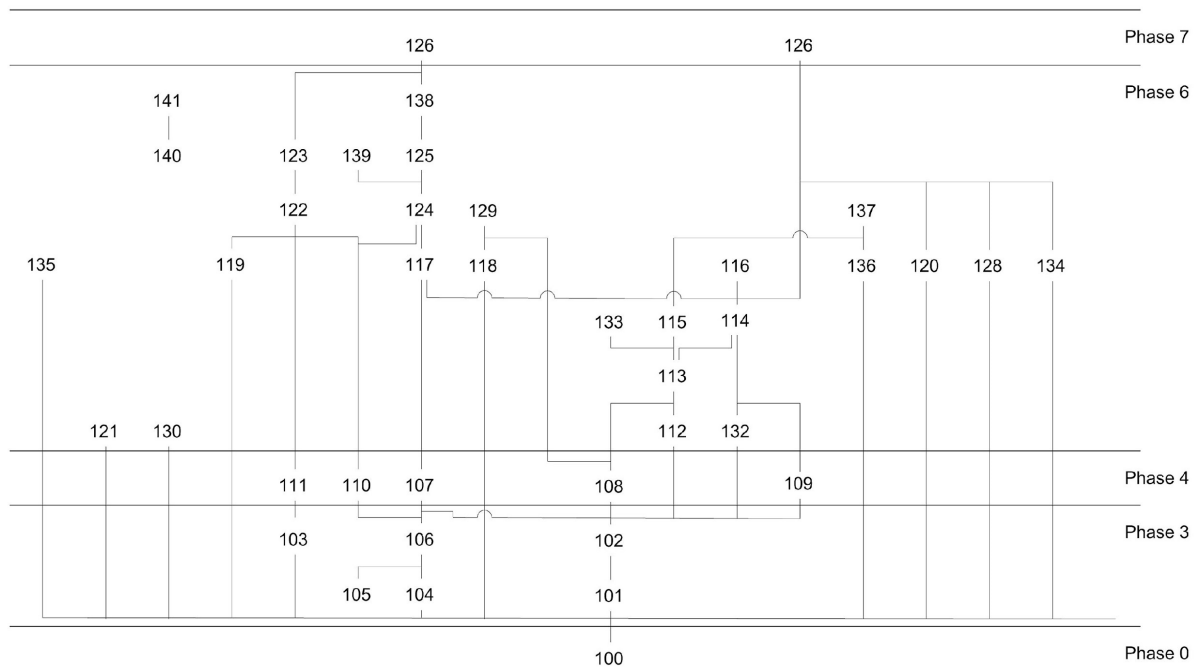 126 126 Phase 7
141 138 Phase 6
140 123 139 125
122 124 129 137
135 119 117 118 116 136 120 128 134
133 115 114
113
121 130 112 132
111 110 107 108 109 Phase 4
103 106 102 Phase 3
105 104 101
100 Phase 0